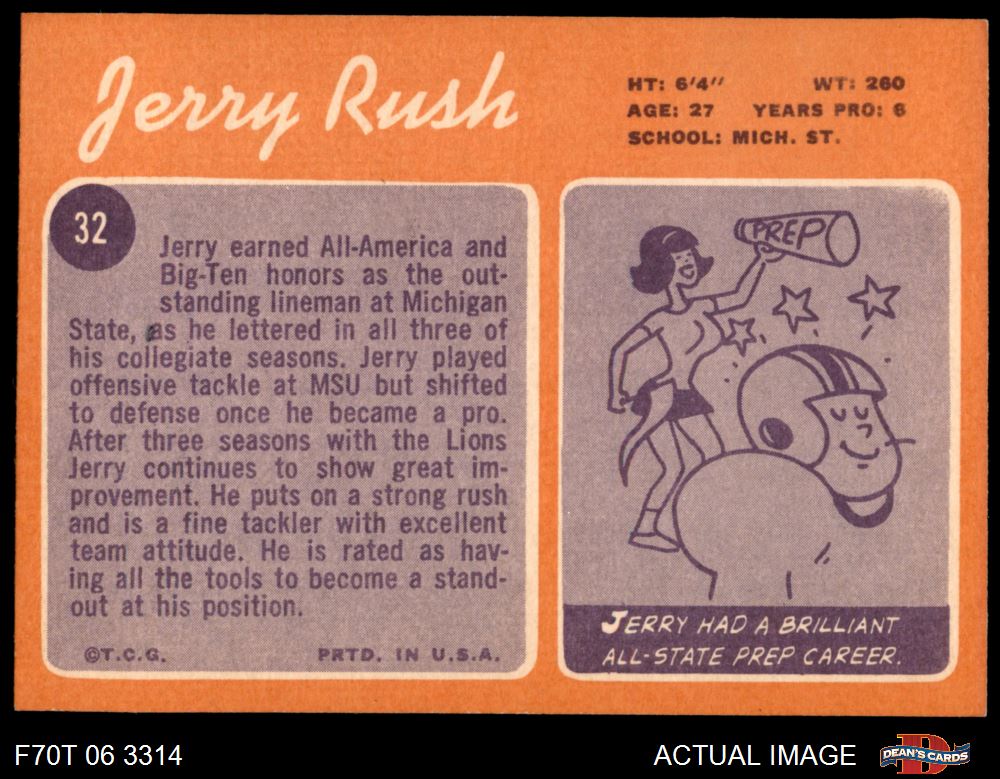 Jerry Rush
HT: 6'4" WT: 260
AGE: 27 YEARS PRO: 6
SCHOOL: MICH. ST.
32
Jerry earned All-America and
Big-Ten honors as the out-
standing lineman at Michigan
State, as he lettered in all three of
his collegiate seasons. Jerry played
offensive tackle at MSU but shifted
to defense once he became a pro.
After three seasons with the Lions
Jerry continues to show great im-
provement. He puts on a strong rush
and is a fine tackler with excellent
team attitude. He is rated as hav-
ing all the tools to become a stand-
out at his position.
©T.C.G. PRTD. IN U.S.A.
PREP
JERRY HAD A BRILLIANT
ALL-STATE PREP CAREER.
F70T 06 3314
ACTUAL IMAGE
DEAN'S CARDS